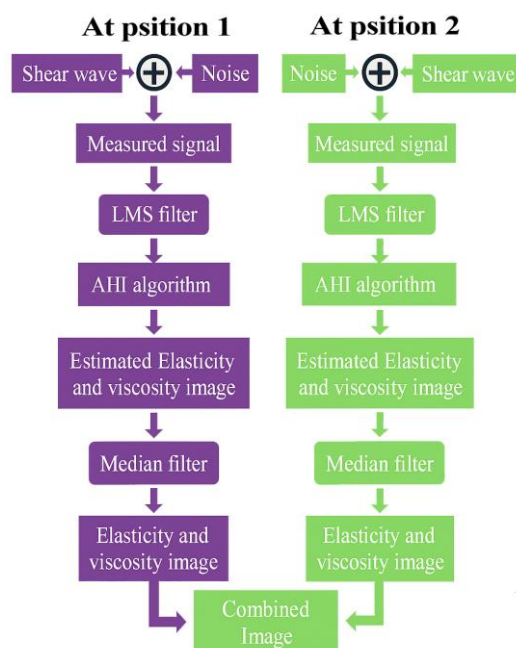 At psition 1
Shear wave
Noise
Measured signal
LMS filter
AHI algorithm
Estimated Elasticity
and viscosity image
Median filter
Elasticity and
viscosity image
At psition 2
Noise
Shear wave
Measured signal
LMS filter
AHI algorithm
Estimated Elasticity
and viscosity image
Median filter
Elasticity and
viscosity image
Combined
Image